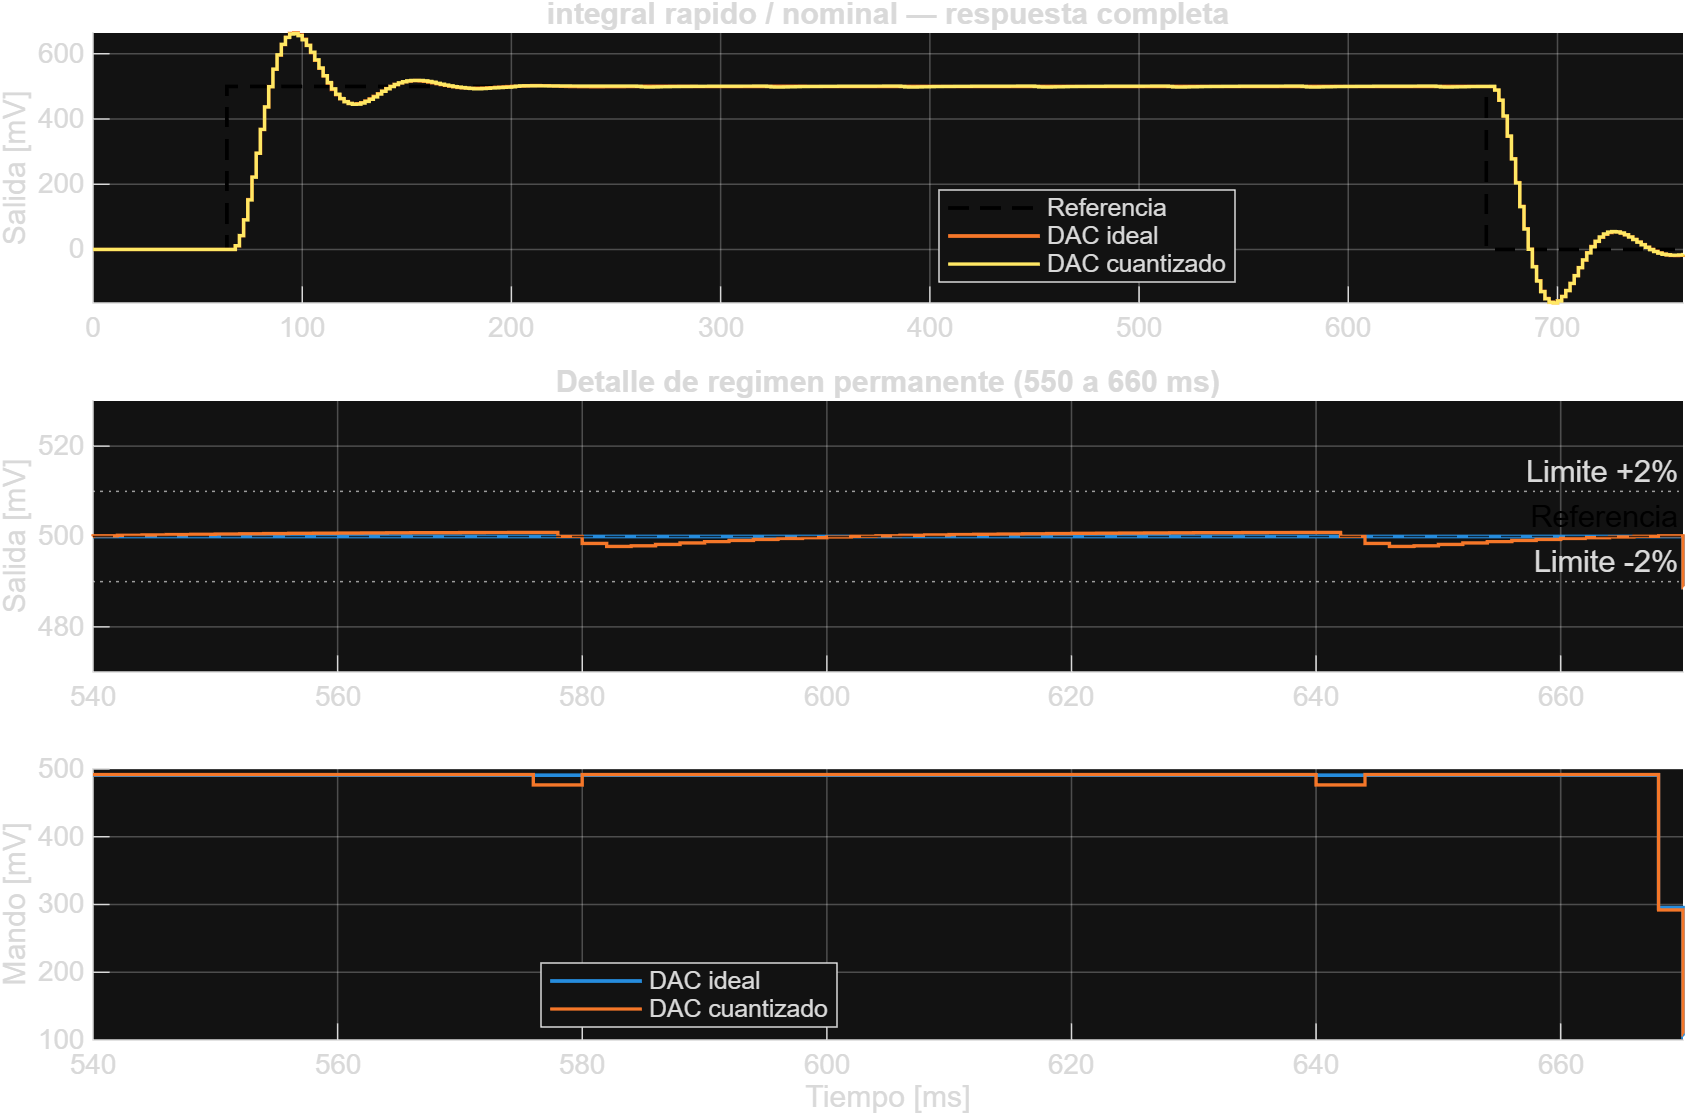 integral rapido / nominal — respuesta completa
Salida [mV]
600
400
200
0
Referencia
DAC ideal
DAC cuantizado
0 100 200 300 400 500 600 700
Detalle de regimen permanente (550 a 660 ms)
Salida [mV]
520
500
480
Limite +2%
Referencia
Limite -2%
540 560 580 600 620 640 660
Mando [mV]
500
400
300
200
100
DAC ideal
DAC cuantizado
540 560 580 600 620 640 660
Tiempo [ms]